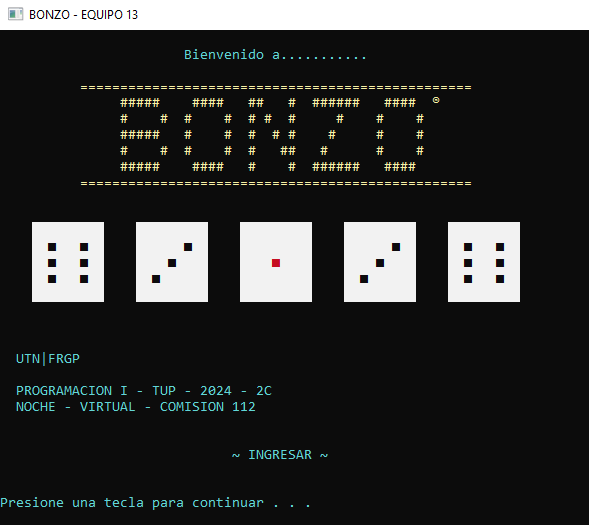 BONZO - EQUIPO 13
Bienvenido a...........
BONZO ®
UTN|FRGP
PROGRAMACION I - TUP - 2024 - 2C
NOCHE - VIRTUAL - COMISION 112
~ INGRESAR ~
Presione una tecla para continuar . . .